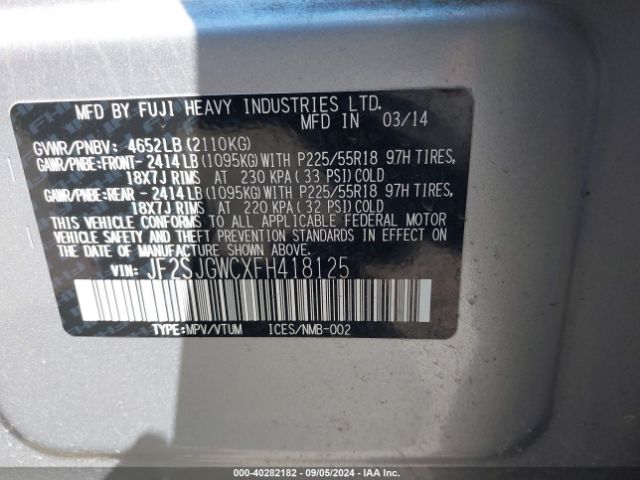 MFD BY FUJI HEAVY INDUSTRIES LTD.
MFD IN 03/14
GVWR/PNBV: 4652LB(2110KG)
GAWR/PNBE:FRONT- 2414LB(1095KG)WITH P225/55R18 97H TIRES,
18X7J RIMS AT 230 KPA(33 PSI)COLD
GAWR/PNBE:REAR - 2414LB(1095KG)WITH P225/55R18 97H TIRES,
18X7J RIMS AT 220 KPA(32 PSI)COLD
THIS VEHICLE CONFORMS TO ALL APPLICABLE FEDERAL MOTOR
VEHICLE SAFETY AND THEFT PREVENTION STANDARDS IN EFFECT
ON THE DATE OF MANUFACTURE SHOWN ABOVE.
VIN: JF2SJGWCXFH418125
TYPE:MPV/VTUM ICES/NMB-002
000-40282182 - 09/05/2024 - IAA Inc.